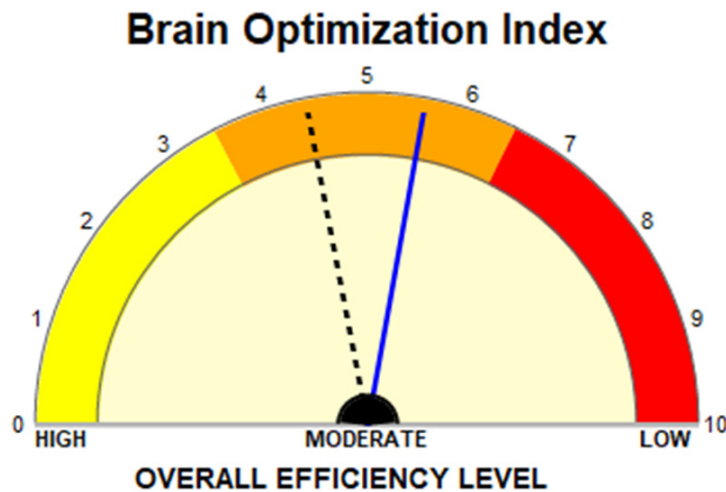 Brain Optimization Index
5
4
6
3
7
2
8
1
9
0
10
HIGH
MODERATE
LOW
OVERALL EFFICIENCY LEVEL